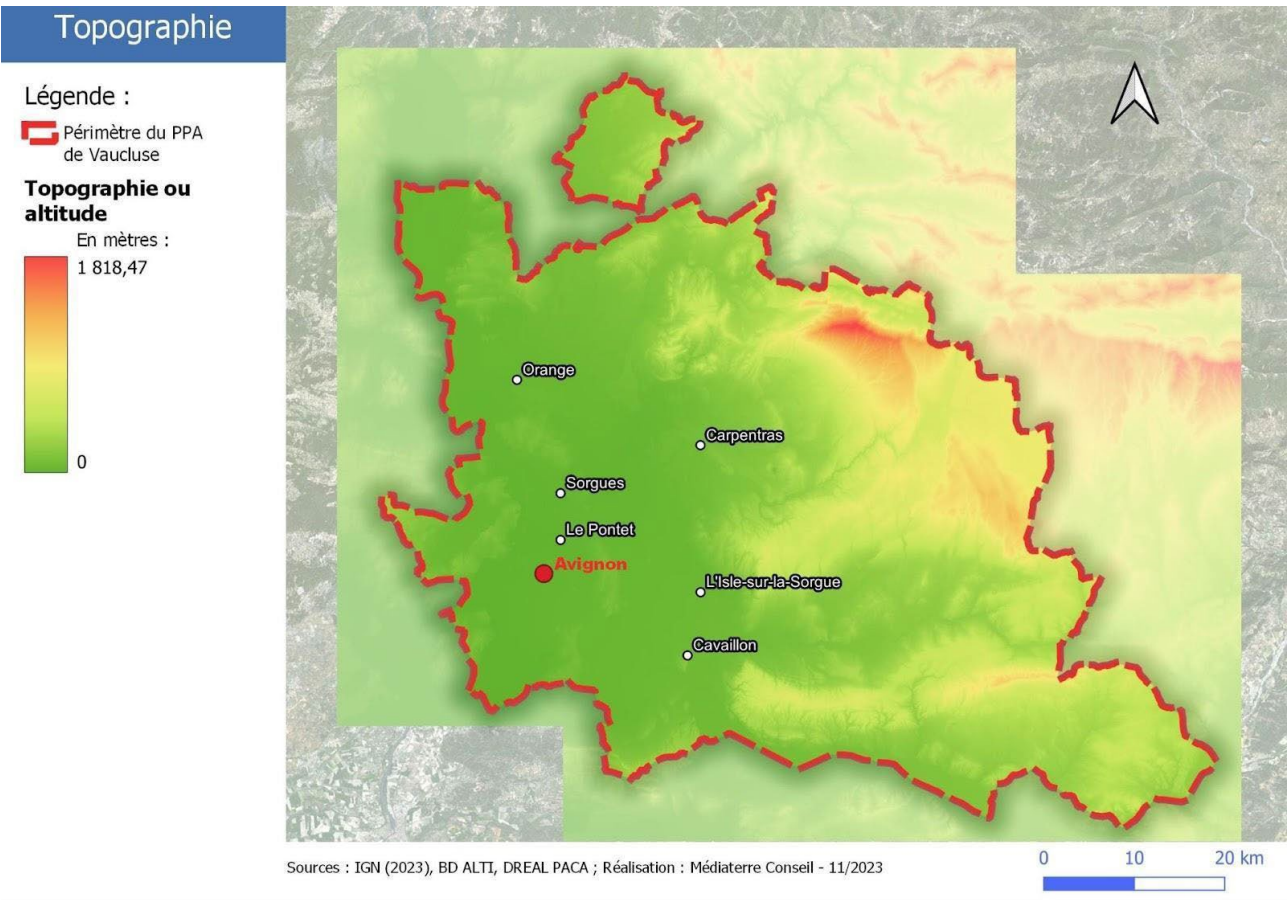 Topographie
Légende :
Périmètre du PPA
de Vaucluse
Topographie ou
altitude
En mètres :
1 818,47
0
Orange
Carpentras
Sorgues
Le Pontet
Avignon
L'Isle-sur-la-Sorgue
Cavaillon
Sources : IGN (2023), BD ALTI, DREAL PACA ; Réalisation : Médiaterre Conseil - 11/2023
0 10 20 km